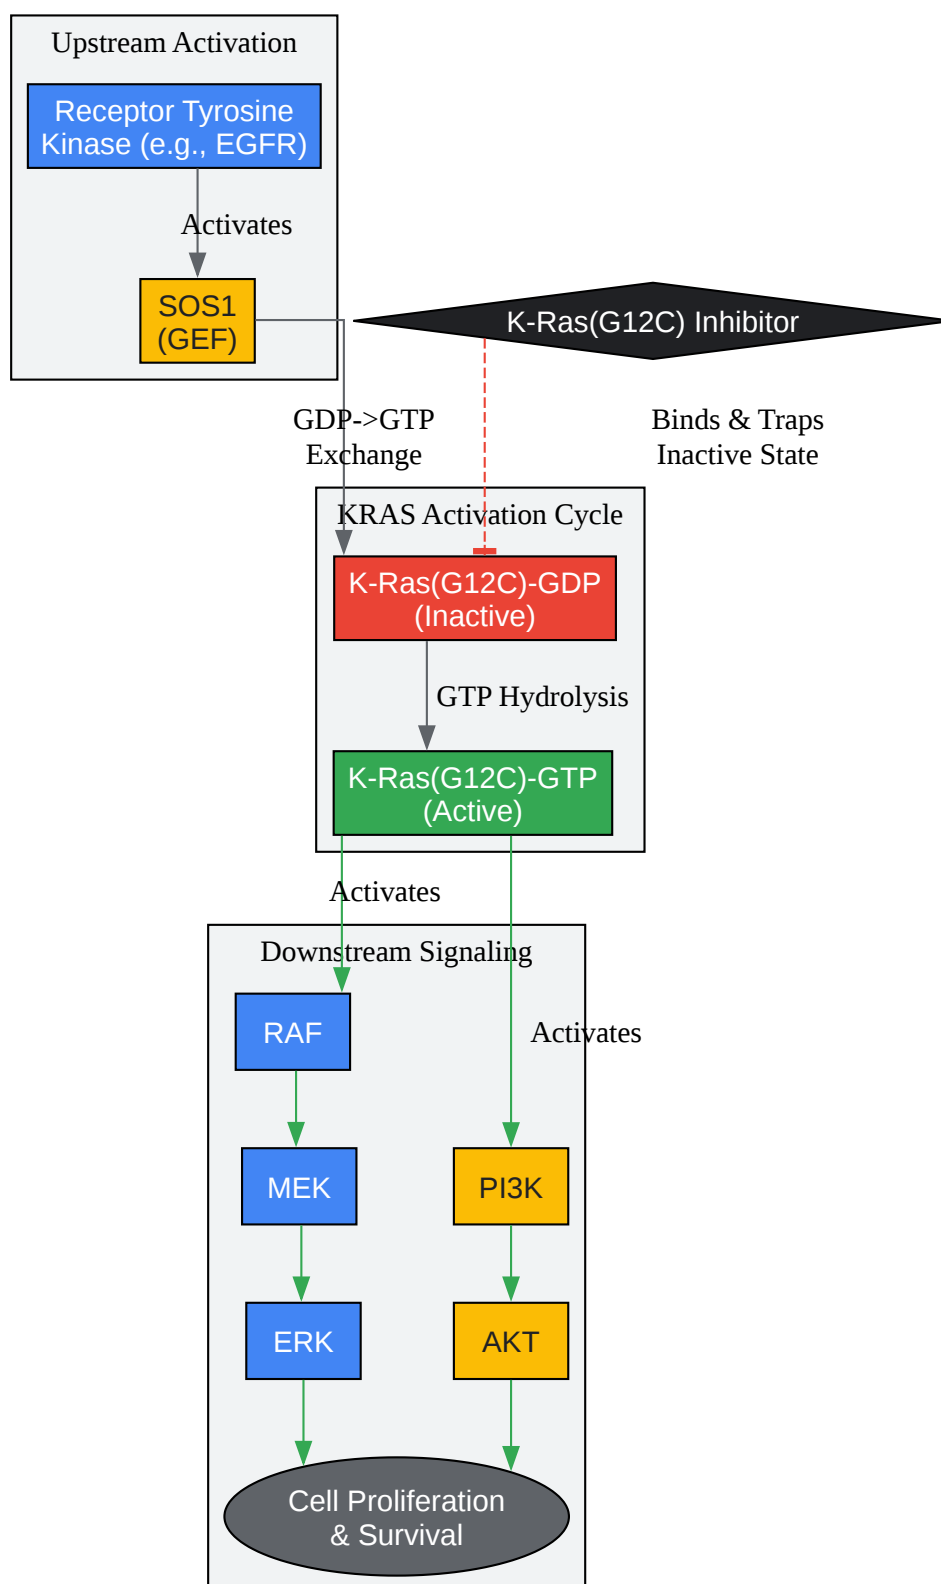 Upstream Activation
Receptor Tyrosine
Kinase (e.g., EGFR)
Activates
SOS1
(GEF)
K-Ras(G12C) Inhibitor
GDP->GTP
Exchange
Binds & Traps
Inactive State
KRAS Activation Cycle
K-Ras(G12C)-GDP
(Inactive)
GTP Hydrolysis
K-Ras(G12C)-GTP
(Active)
Activates
Downstream Signaling
RAF
Activates
MEK
PI3K
ERK
AKT
Cell Proliferation
& Survival